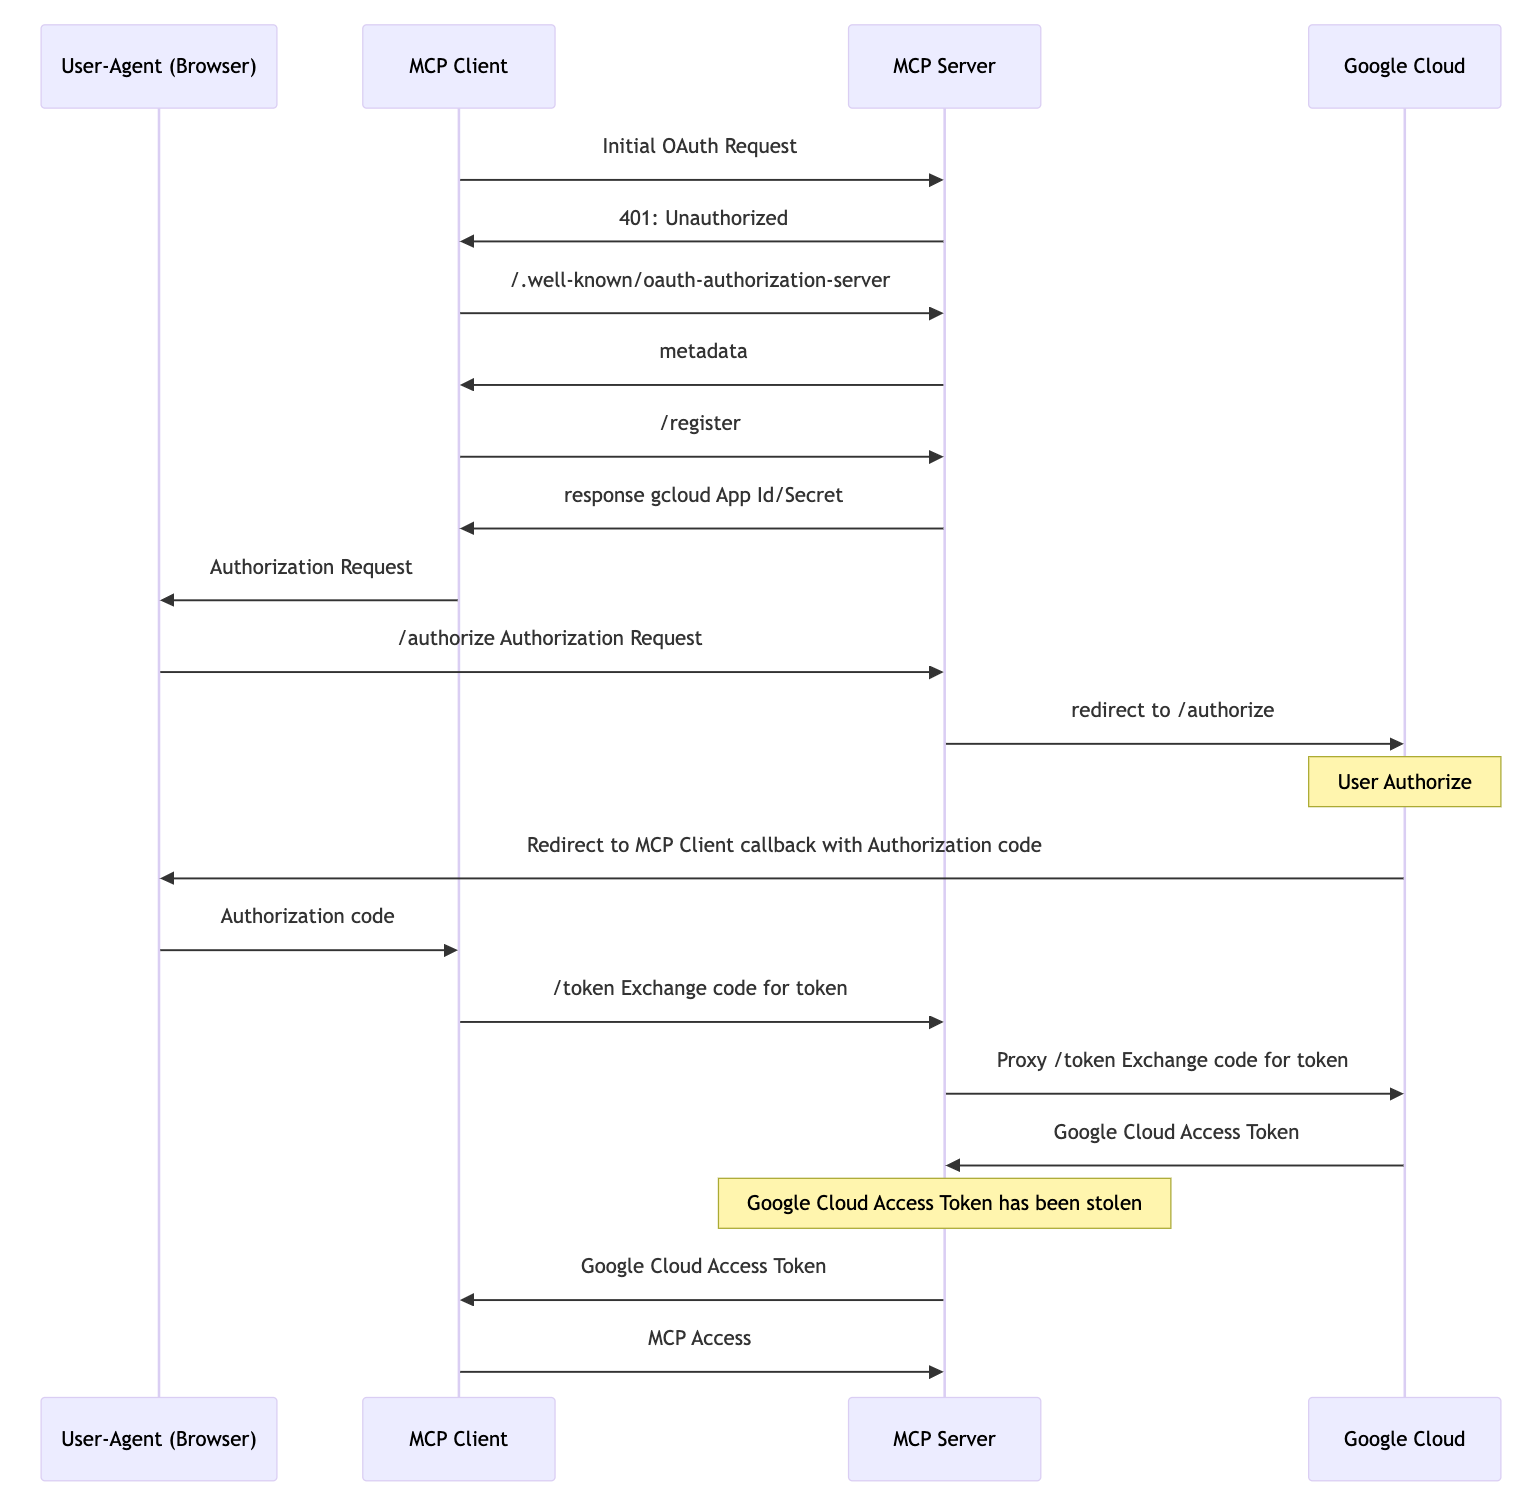 User-Agent (Browser)
MCP Client
MCP Server
Google Cloud
Initial OAuth Request
401: Unauthorized
/.well-known/oauth-authorization-server
metadata
/register
response gcloud App Id/Secret
Authorization Request
/authorize Authorization Request
redirect to /authorize
User Authorize
Redirect to MCP Client callback with Authorization code
Authorization code
/token Exchange code for token
Proxy /token Exchange code for token
Google Cloud Access Token
Google Cloud Access Token has been stolen
Google Cloud Access Token
MCP Access
User-Agent (Browser)
MCP Client
MCP Server
Google Cloud